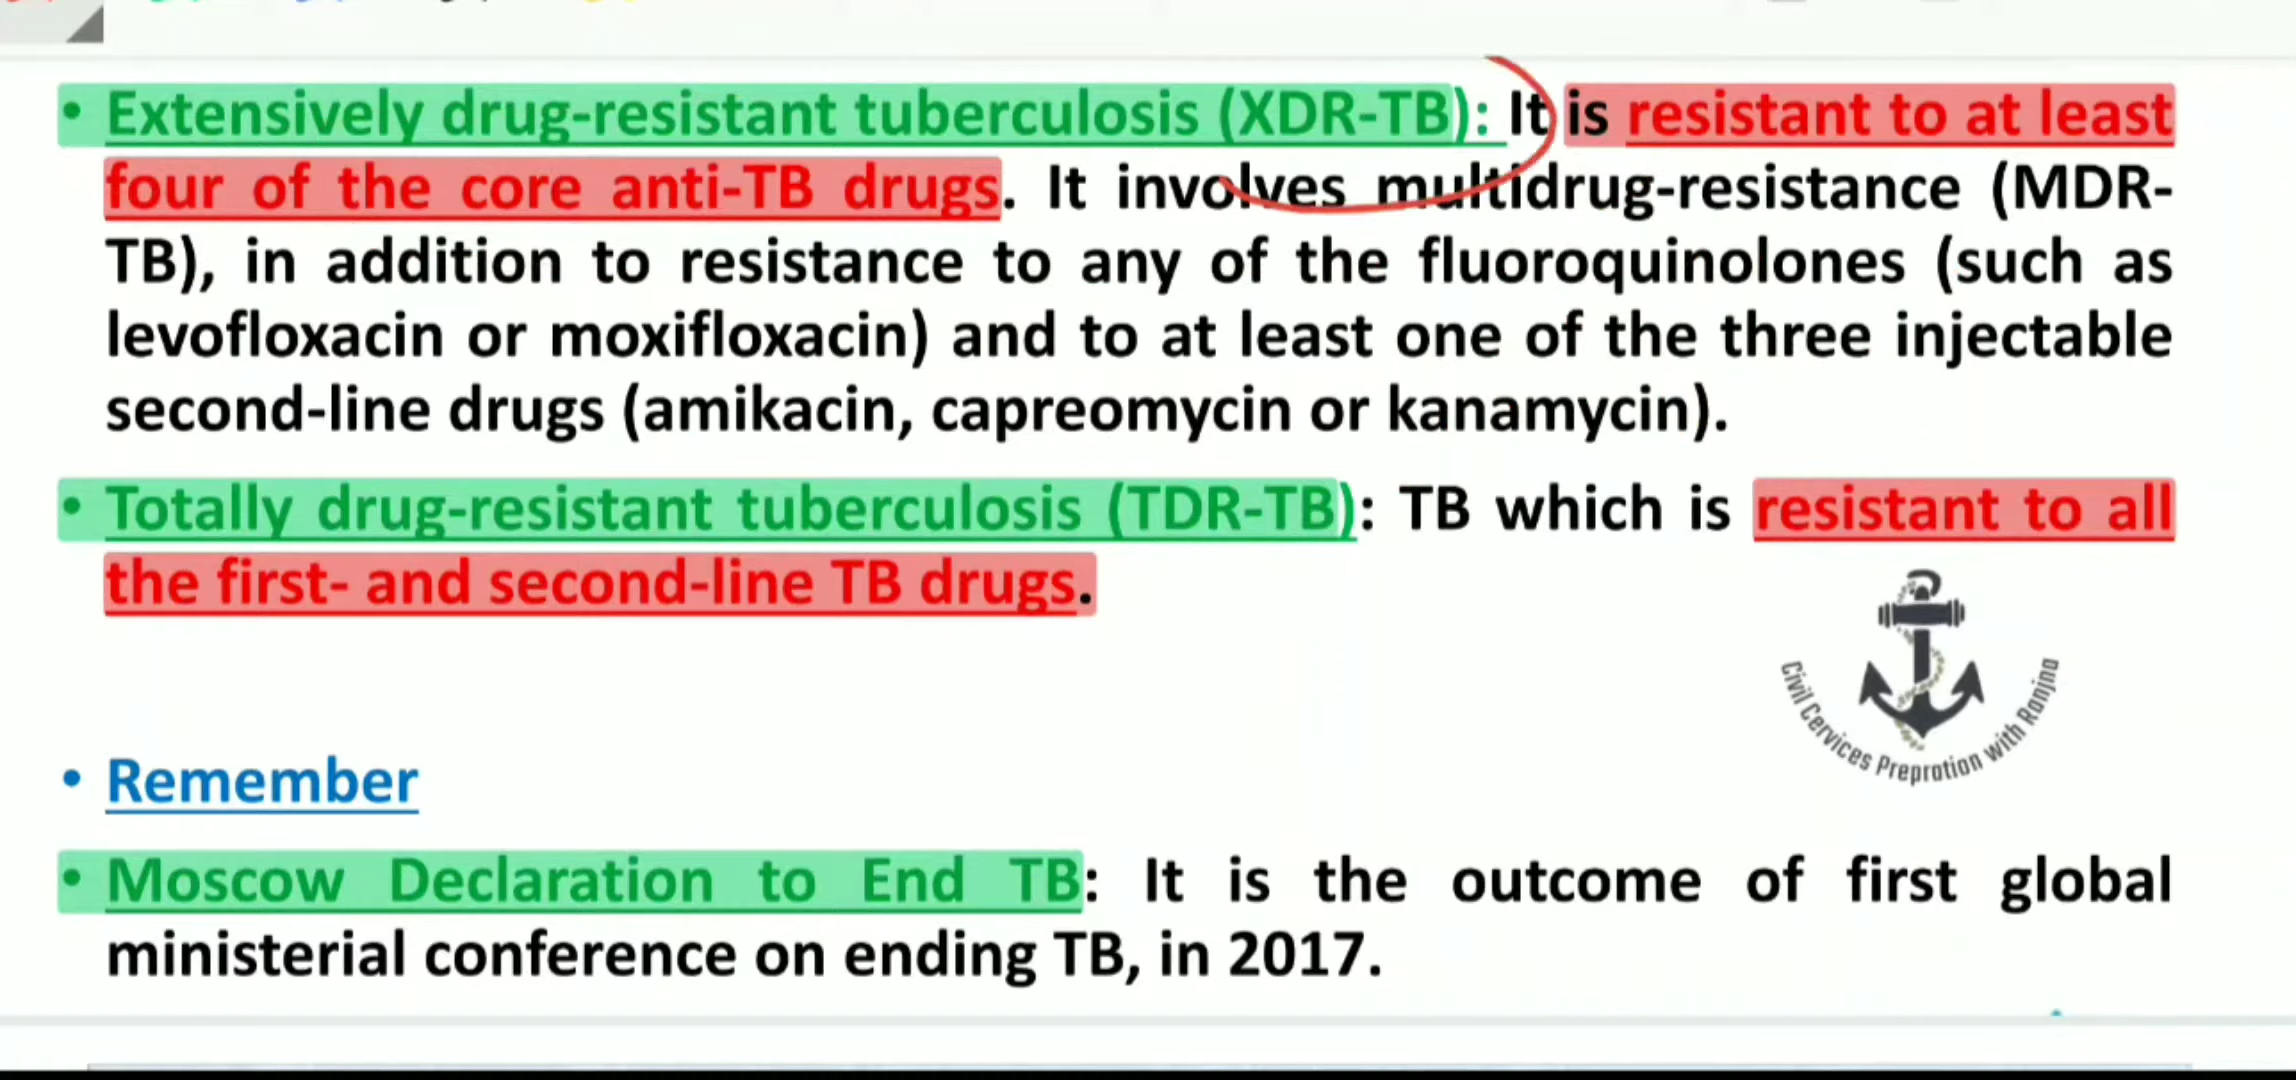 • Extensively drug-resistant tuberculosis (XDR-TB): It is resistant to at least
four of the core anti-TB drugs. It involves multidrug-resistance (MDR-
TB), in addition to resistance to any of the fluoroquinolones (such as
levofloxacin or moxifloxacin) and to at least one of the three injectable
second-line drugs (amikacin, capreomycin or kanamycin).
• Totally drug-resistant tuberculosis (TDR-TB): TB which is resistant to all
the first- and second-line TB drugs.
Civil Cervices Prepration with Ranjna
• Remember
• Moscow Declaration to End TB: It is the outcome of first global
ministerial conference on ending TB, in 2017.